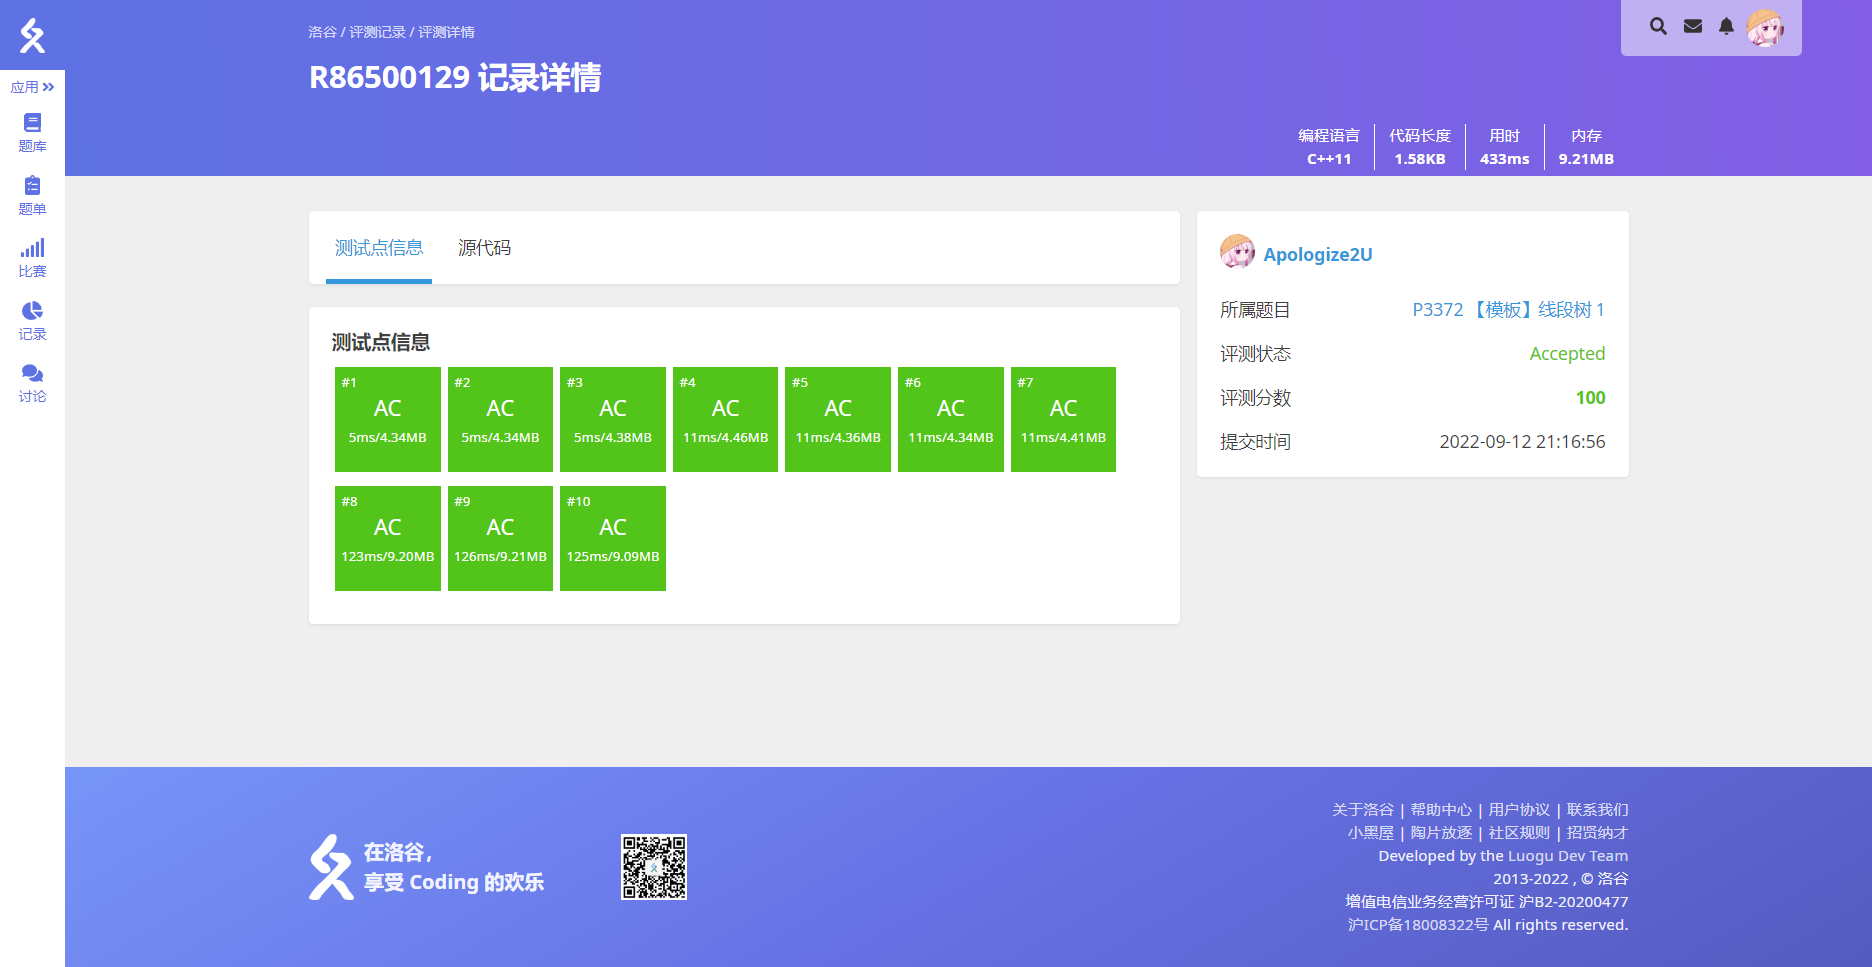 洛谷 / 评测记录 / 评测详情
R86500129 记录详情
编程语言 代码长度 用时 内存
C++11 1.58KB 433ms 9.21MB
应用
题库
题单
比赛
记录
讨论
测试点信息 源代码
测试点信息
#1 #2 #3 #4 #5 #6 #7
AC AC AC AC AC AC AC
5ms/4.34MB 5ms/4.34MB 5ms/4.38MB 11ms/4.46MB 11ms/4.36MB 11ms/4.34MB 11ms/4.41MB
#8 #9 #10
AC AC AC
123ms/9.20MB 126ms/9.21MB 125ms/9.09MB
Apologize2U
所属题目 P3372 【模板】线段树 1
评测状态 Accepted
评测分数 100
提交时间 2022-09-12 21:16:56
在洛谷，
享受 Coding 的欢乐
关于洛谷 | 帮助中心 | 用户协议 | 联系我们
小黑屋 | 陶片放逐 | 社区规则 | 招贤纳才
Developed by the Luogu Dev Team
2013-2022 , © 洛谷
增值电信业务经营许可证 沪B2-20200477
沪ICP备18008322号 All rights reserved.